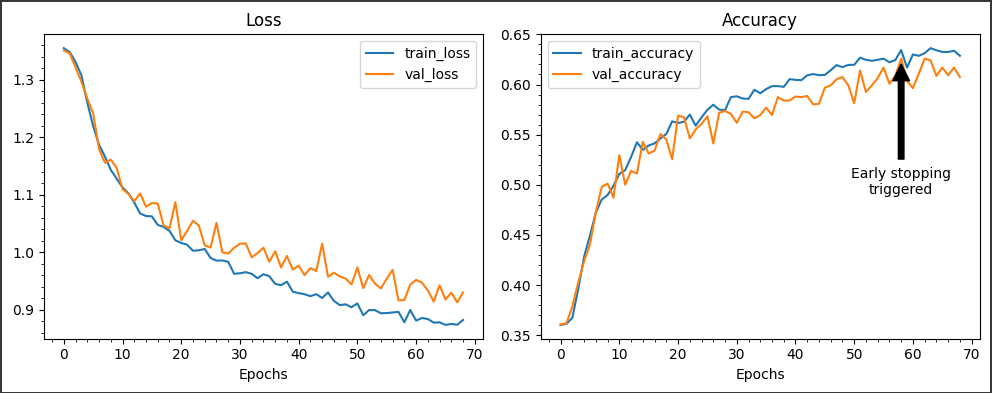 Loss
train_loss
val_loss
1.3
1.2
1.1
1.0
0.9
0
10
20
30
40
50
60
70
Epochs
Accuracy
train_accuracy
val_accuracy
0.65
0.60
0.55
0.50
0.45
0.40
0.35
Early stopping
triggered
0
10
20
30
40
50
60
70
Epochs